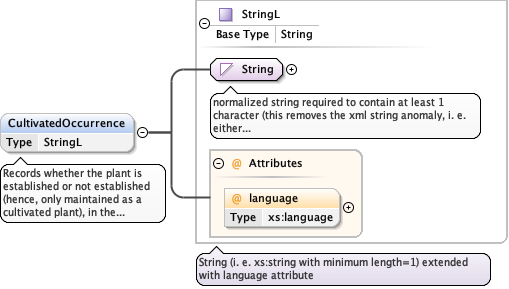 StringL
Base Type String
String
normalized string required to contain at least 1
character (this removes the xml string anomaly, i. e.
either...
CultivatedOccurrence
Type StringL
Records whether the plant is
established or not established
(hence, only maintained as a
cultivated plant), in the...
@ Attributes
@ language
Type xs:language
String (i. e. xs:string with minimum length=1) extended
with language attribute